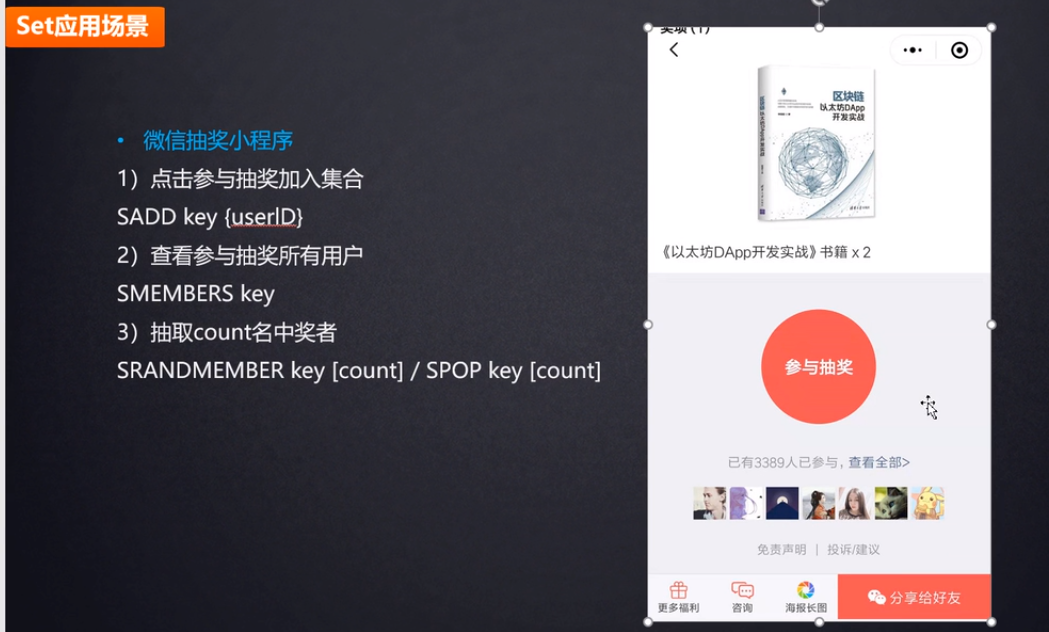 Set应用场景
• 微信抽奖小程序
1）点击参与抽奖加入集合
SADD key {userID}
2）查看参与抽奖所有用户
SMEMBERS key
3）抽取count名中奖者
SRANDMEMBER key [count] / SPOP key [count]
奖项 (1)
区块链
以太坊DApp
开发实战
《以太坊DApp开发实战》书籍 x 2
参与抽奖
已有3389人已参与，查看全部>
免责声明 | 投诉/建议
更多福利
咨询
海报长图
分享给好友